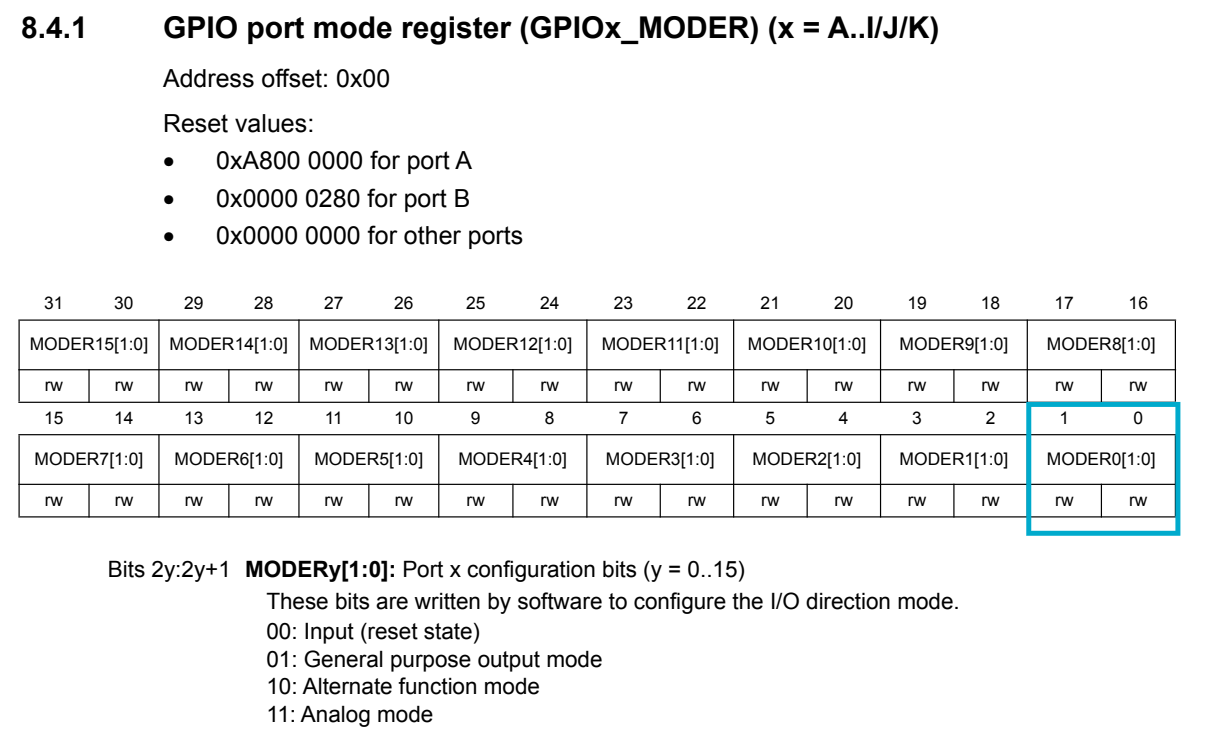 8.4.1 GPIO port mode register (GPIOx_MODER) (x = A..I/J/K)
Address offset: 0x00
Reset values:
• 0xA800 0000 for port A
• 0x0000 0280 for port B
• 0x0000 0000 for other ports
31 30 29 28 27 26 25 24 23 22 21 20 19 18 17 16
MODER15[1:0] MODER14[1:0] MODER13[1:0] MODER12[1:0] MODER11[1:0] MODER10[1:0] MODER9[1:0] MODER8[1:0]
rw rw rw rw rw rw rw rw rw rw rw rw rw rw rw rw
15 14 13 12 11 10 9 8 7 6 5 4 3 2 1 0
MODER7[1:0] MODER6[1:0] MODER5[1:0] MODER4[1:0] MODER3[1:0] MODER2[1:0] MODER1[1:0] MODER0[1:0]
rw rw rw rw rw rw rw rw rw rw rw rw rw rw rw rw
Bits 2y:2y+1 MODERy[1:0]: Port x configuration bits (y = 0..15)
These bits are written by software to configure the I/O direction mode.
00: Input (reset state)
01: General purpose output mode
10: Alternate function mode
11: Analog mode